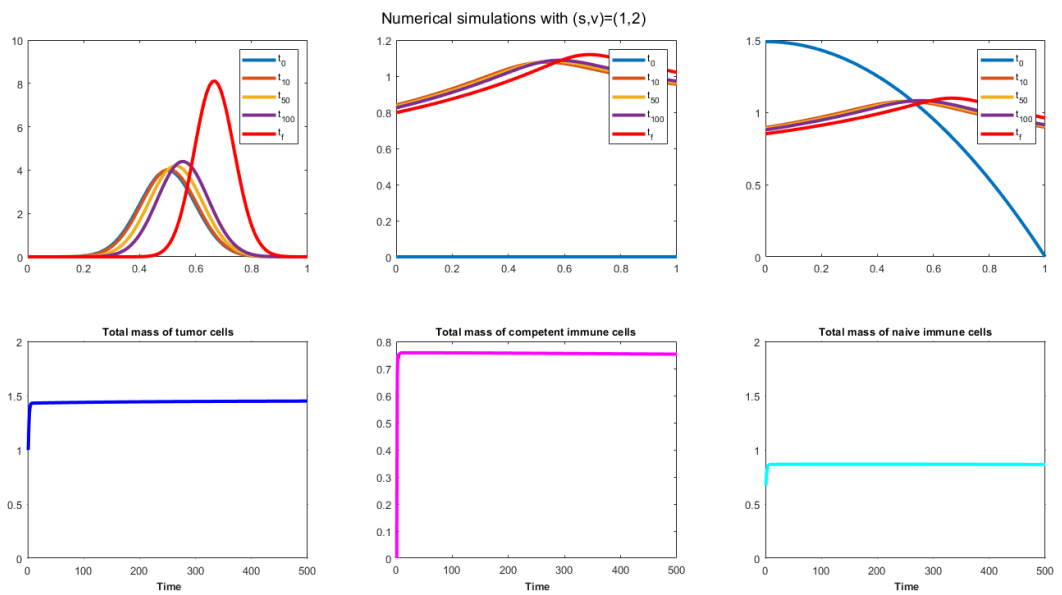 Numerical simulations with (s,v)=(1,2)
10
8
6
4
2
0
0 0.2 0.4 0.6 0.8 1
t0
t10
t50
t100
tf
1.2
1
0.8
0.6
0.4
0.2
0
0 0.2 0.4 0.6 0.8 1
t0
t10
t50
t100
tf
1.5
1
0.5
0
0 0.2 0.4 0.6 0.8 1
t0
t10
t50
t100
tf
Total mass of tumor cells
2
1.5
1
0.5
0
0 100 200 300 400 500
Time
Total mass of competent immune cells
0.8
0.7
0.6
0.5
0.4
0.3
0.2
0.1
0
0 100 200 300 400 500
Time
Total mass of naive immune cells
2
1.5
1
0.5
0
0 100 200 300 400 500
Time